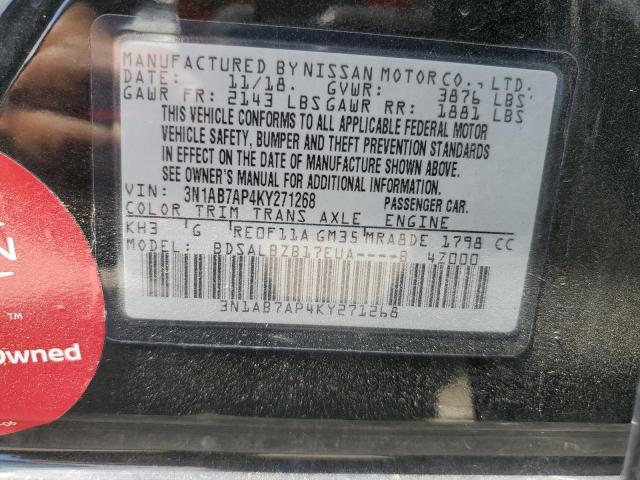 MANUFACTURED BY NISSAN MOTOR CO., LTD.
DATE: 11/18. GVWR: 3876 LBS
GAWR FR: 2143 LBS GAWR RR: 1881 LBS
THIS VEHICLE CONFORMS TO ALL APPLICABLE FEDERAL MOTOR
VEHICLE SAFETY, BUMPER AND THEFT PREVENTION STANDARDS
IN EFFECT ON THE DATE OF MANUFACTURE SHOWN ABOVE.
SEE OWNER'S MANUAL FOR ADDITIONAL INFORMATION.
VIN: 3N1AB7AP4KY271268 PASSENGER CAR.
COLOR TRIM TRANS AXLE ENGINE
KH3 G RE0F11A GM35 MRA8DE 1798 CC
MODEL: BDSALBZB17EUA----B 4Z000
3N1AB7AP4KY271268
TM
Owned